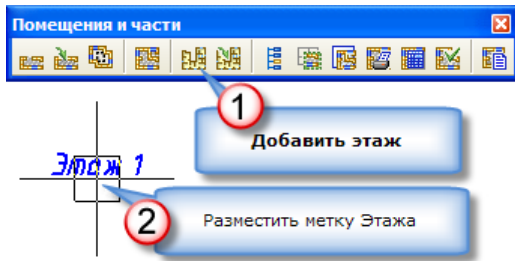 Помещения и части
1
Добавить этаж
Этаж 1
2
Разместить метку Этажа